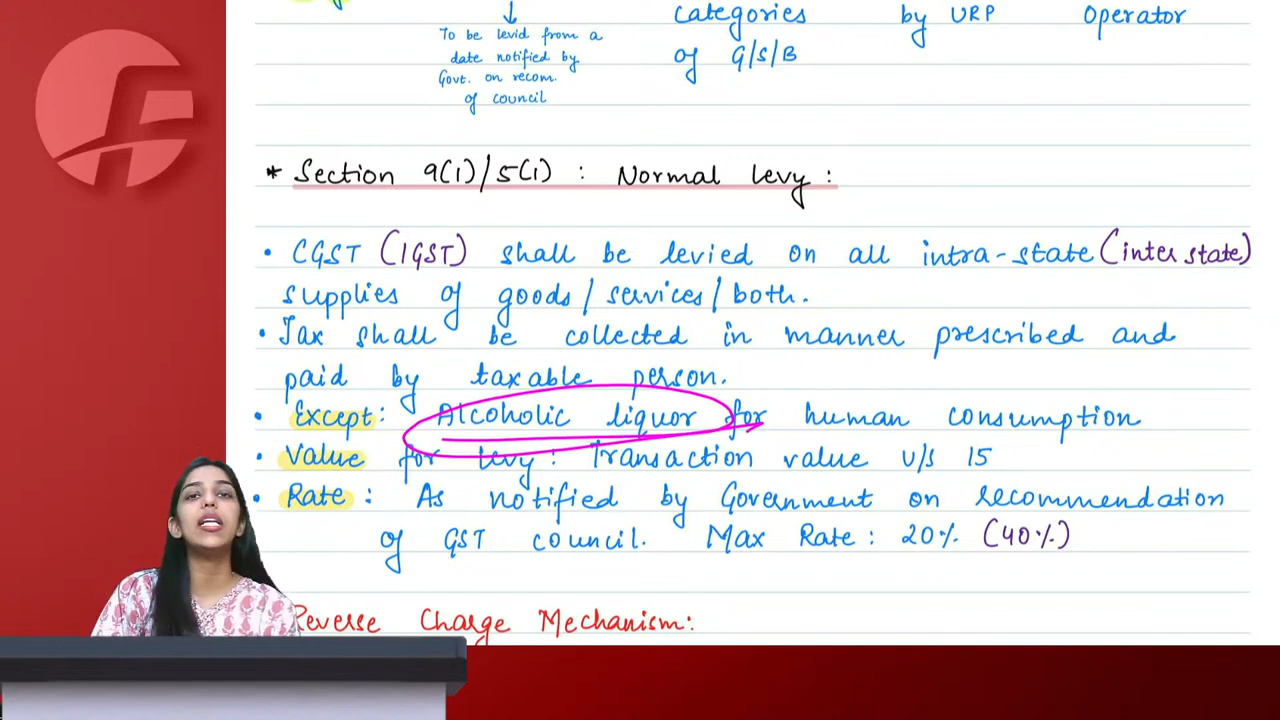 categories by URP Operator
of G/S/B
To be levid from a
date notified by
Govt. on recom.
of council
* Section 9(1)/5(1) : Normal levy :
• CGST (IGST) shall be levied on all intra-state (inter state)
supplies of goods/services/both.
• Tax shall be collected in manner prescribed and
paid by taxable person.
• Except: Alcoholic liquor for human consumption
• Value for levy: Transaction value u/s 15
• Rate: As notified by Government on recommendation
of GST council. Max Rate: 20% (40%)
Reverse Charge Mechanism: